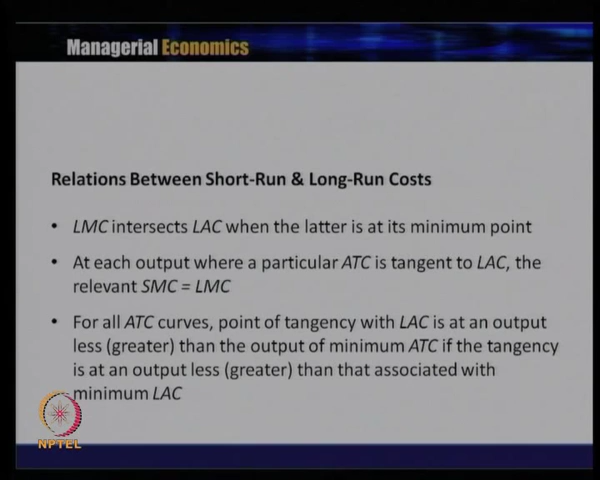 Managerial Economics
Relations Between Short-Run & Long-Run Costs
• LMC intersects LAC when the latter is at its minimum point
• At each output where a particular ATC is tangent to LAC, the
relevant SMC = LMC
• For all ATC curves, point of tangency with LAC is at an output
less (greater) than the output of minimum ATC if the tangency
is at an output less (greater) than that associated with
minimum LAC
NPTEL